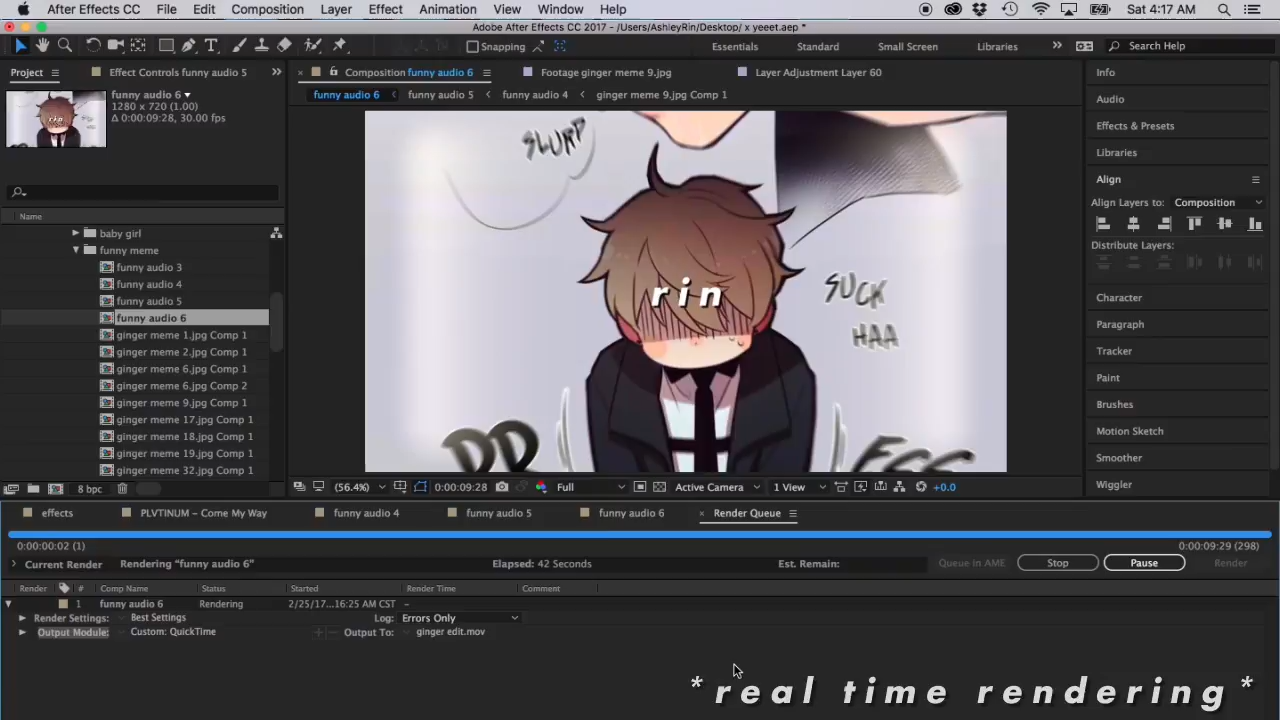 After Effects CC File Edit Composition Layer Effect Animation View Window Help Sat 4:17 AM
Adobe After Effects CC 2017 - /Users/AshleyRin/Desktop/ x yeeet.aep *
Snapping Essentials Standard Small Screen Libraries Search Help
Project Effect Controls funny audio 5 Composition funny audio 6 Footage ginger meme 9.jpg Layer Adjustment Layer 60 Info
funny audio 6
1280 x 720 (1.00)
Δ 0:00:09:28, 30.00 fps
funny audio 6 funny audio 5 funny audio 4 ginger meme 9.jpg Comp 1
Audio
Effects & Presets
Libraries
Align
Align Layers to: Composition
Distribute Layers:
Character
Paragraph
Tracker
Paint
Brushes
Motion Sketch
Smoother
Wiggler
SLURP
rin
SUCK
HAA
Name
baby girl
funny meme
funny audio 3
funny audio 4
funny audio 5
funny audio 6
ginger meme 1.jpg Comp 1
ginger meme 2.jpg Comp 1
ginger meme 6.jpg Comp 1
ginger meme 6.jpg Comp 2
ginger meme 9.jpg Comp 1
ginger meme 17.jpg Comp 1
ginger meme 18.jpg Comp 1
ginger meme 19.jpg Comp 1
ginger meme 32.jpg Comp 1
8 bpc (56.4%) 0:00:09:28 Full Active Camera 1 View +0.0
effects PLVTINUM - Come My Way funny audio 4 funny audio 5 funny audio 6 Render Queue
0:00:00:02 (1) 0:00:09:29 (298)
Current Render Rendering "funny audio 6" Elapsed: 42 Seconds Est. Remain: Queue in AME Stop Pause Render
Render # Comp Name Status Started Render Time Comment
1 funny audio 6 Rendering 2/25/17...16:25 AM CST -
Render Settings: Best Settings Log: Errors Only
Output Module: Custom: QuickTime Output To: ginger edit.mov
*real time rendering*